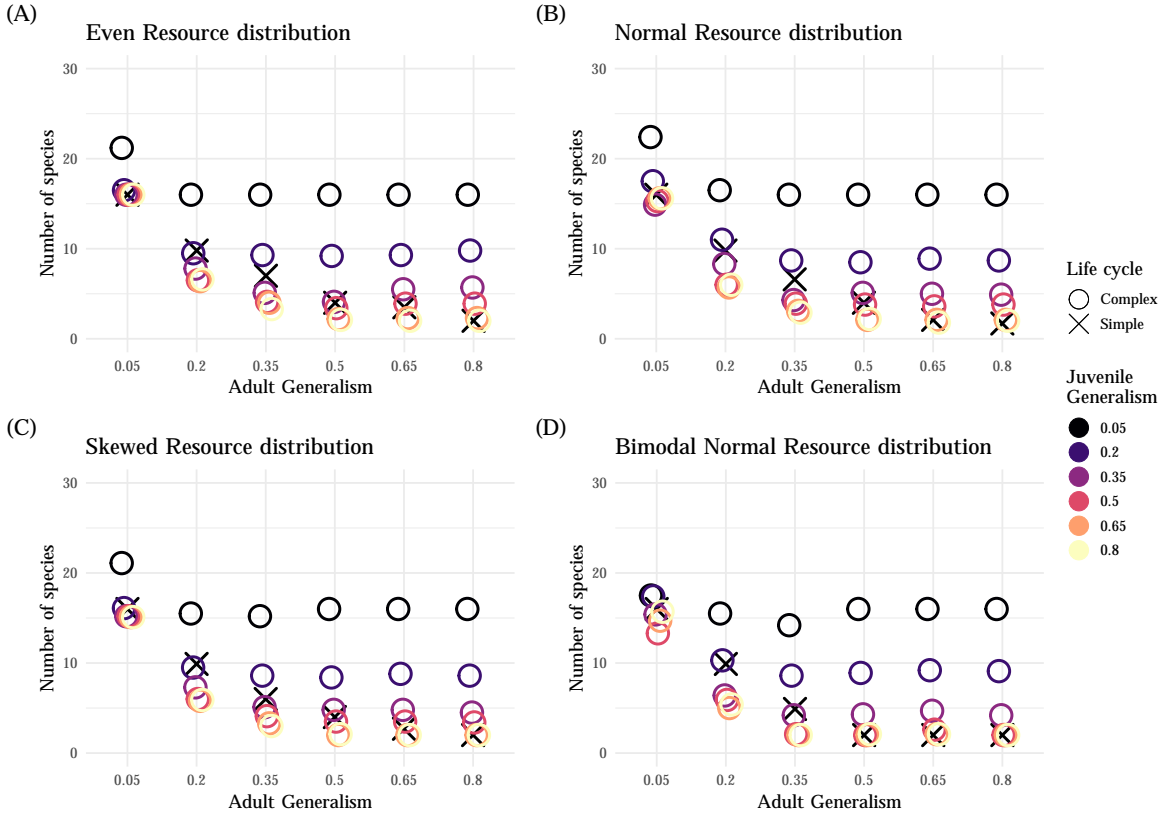 (A)
Even Resource distribution
30
20
10
0
Number of species
0.05 0.2 0.35 0.5 0.65 0.8
Adult Generalism
(B)
Normal Resource distribution
30
20
10
0
Number of species
0.05 0.2 0.35 0.5 0.65 0.8
Adult Generalism
(C)
Skewed Resource distribution
30
20
10
0
Number of species
0.05 0.2 0.35 0.5 0.65 0.8
Adult Generalism
(D)
Bimodal Normal Resource distribution
30
20
10
0
Number of species
0.05 0.2 0.35 0.5 0.65 0.8
Adult Generalism
Life cycle
Complex
Simple
Juvenile
Generalism
0.05
0.2
0.35
0.5
0.65
0.8